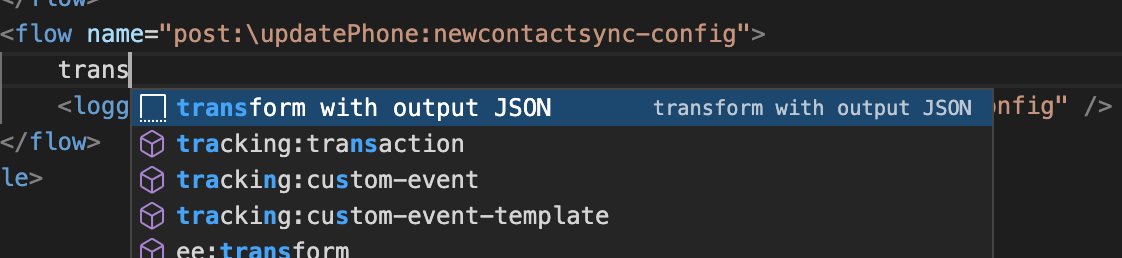 </flow>
<flow name="post:\updatePhone:newcontactsync-config">
trans
<logg
onfig" />
transform with output JSON transform with output JSON
</flow>
tracking:transaction
le>
tracking:custom-event
tracking:custom-event-template
ee:transform